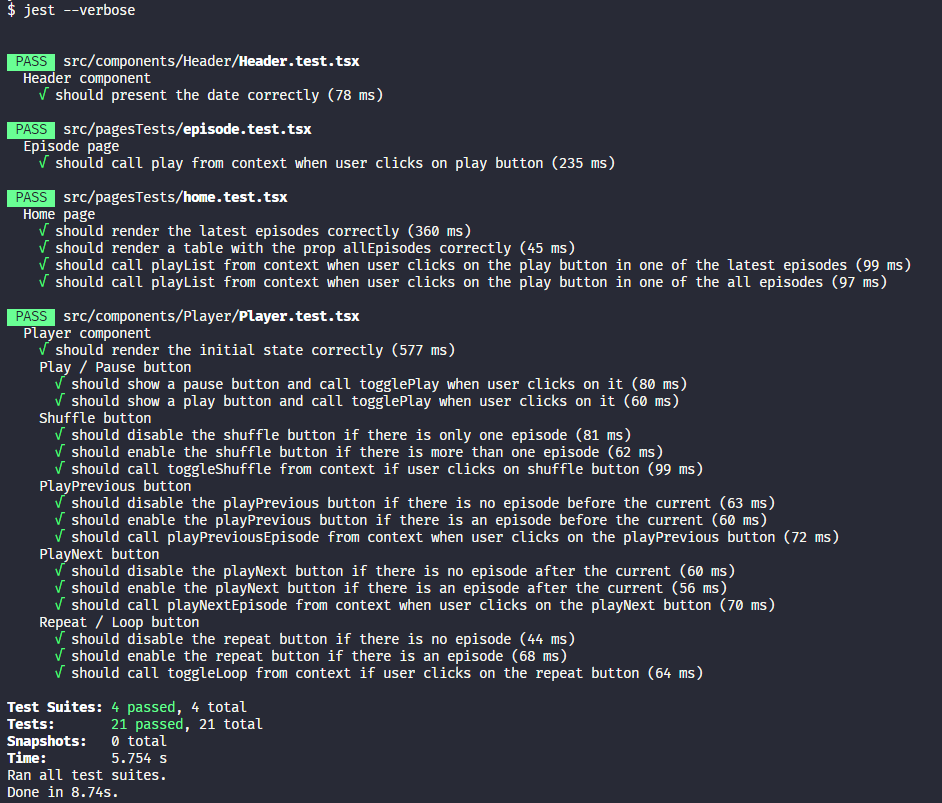 $ jest --verbose
PASS src/components/Header/Header.test.tsx
Header component
√ should present the date correctly (78 ms)
PASS src/pagesTests/episode.test.tsx
Episode page
√ should call play from context when user clicks on play button (235 ms)
PASS src/pagesTests/home.test.tsx
Home page
√ should render the latest episodes correctly (360 ms)
√ should render a table with the prop allEpisodes correctly (45 ms)
√ should call playList from context when user clicks on the play button in one of the latest episodes (99 ms)
√ should call playList from context when user clicks on the play button in one of the all episodes (97 ms)
PASS src/components/Player/Player.test.tsx
Player component
√ should render the initial state correctly (577 ms)
Play / Pause button
√ should show a pause button and call togglePlay when user clicks on it (80 ms)
√ should show a play button and call togglePlay when user clicks on it (60 ms)
Shuffle button
√ should disable the shuffle button if there is only one episode (81 ms)
√ should enable the shuffle button if there is more than one episode (62 ms)
√ should call toggleShuffle from context if user clicks on shuffle button (99 ms)
PlayPrevious button
√ should disable the playPrevious button if there is no episode before the current (63 ms)
√ should enable the playPrevious button if there is an episode before the current (60 ms)
√ should call playPreviousEpisode from context when user clicks on the playPrevious button (72 ms)
PlayNext button
√ should disable the playNext button if there is no episode after the current (60 ms)
√ should enable the playNext button if there is an episode after the current (56 ms)
√ should call playNextEpisode from context when user clicks on the playNext button (70 ms)
Repeat / Loop button
√ should disable the repeat button if there is no episode (44 ms)
√ should enable the repeat button if there is an episode (68 ms)
√ should call toggleLoop from context if user clicks on the repeat button (64 ms)
Test Suites: 4 passed, 4 total
Tests: 21 passed, 21 total
Snapshots: 0 total
Time: 5.754 s
Ran all test suites.
Done in 8.74s.